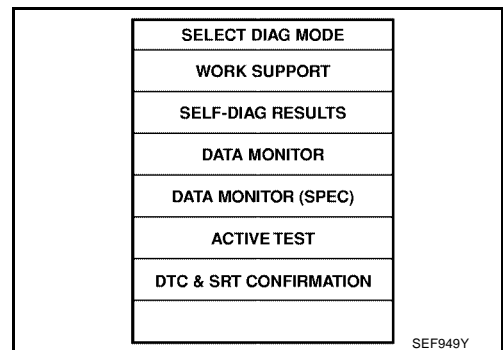 SELECT DIAG MODE
WORK SUPPORT
SELF-DIAG RESULTS
DATA MONITOR
DATA MONITOR (SPEC)
ACTIVE TEST
DTC & SRT CONFIRMATION
SEF949Y